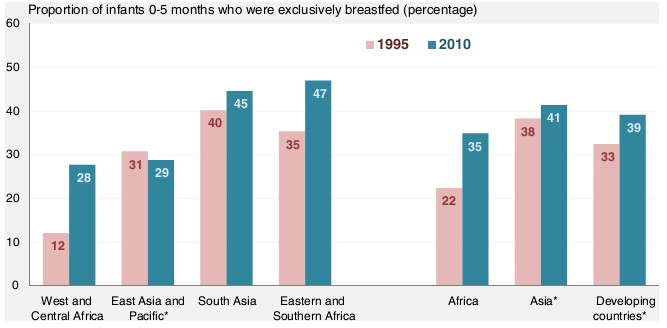 Proportion of infants 0-5 months who were exclusively breastfed (percentage)
60
50
40
30
20
10
0
1995 2010
12 28 31 29 40 45 35 47 22 35 38 41 33 39
West and
Central Africa
East Asia and
Pacific*
South Asia
Eastern and
Southern Africa
Africa
Asia*
Developing
countries*